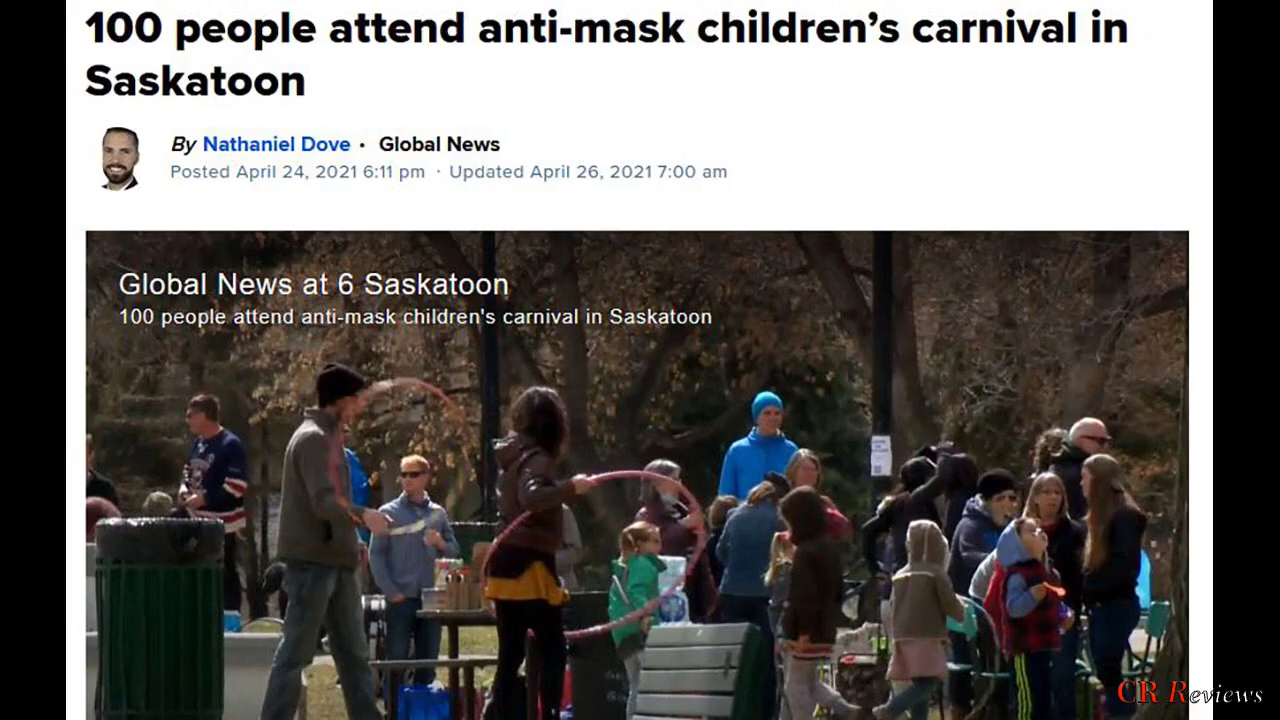 100 people attend anti-mask children’s carnival in
Saskatoon
By Nathaniel Dove • Global News
Posted April 24, 2021 6:11 pm · Updated April 26, 2021 7:00 am
Global News at 6 Saskatoon
100 people attend anti-mask children's carnival in Saskatoon
CR Reviews